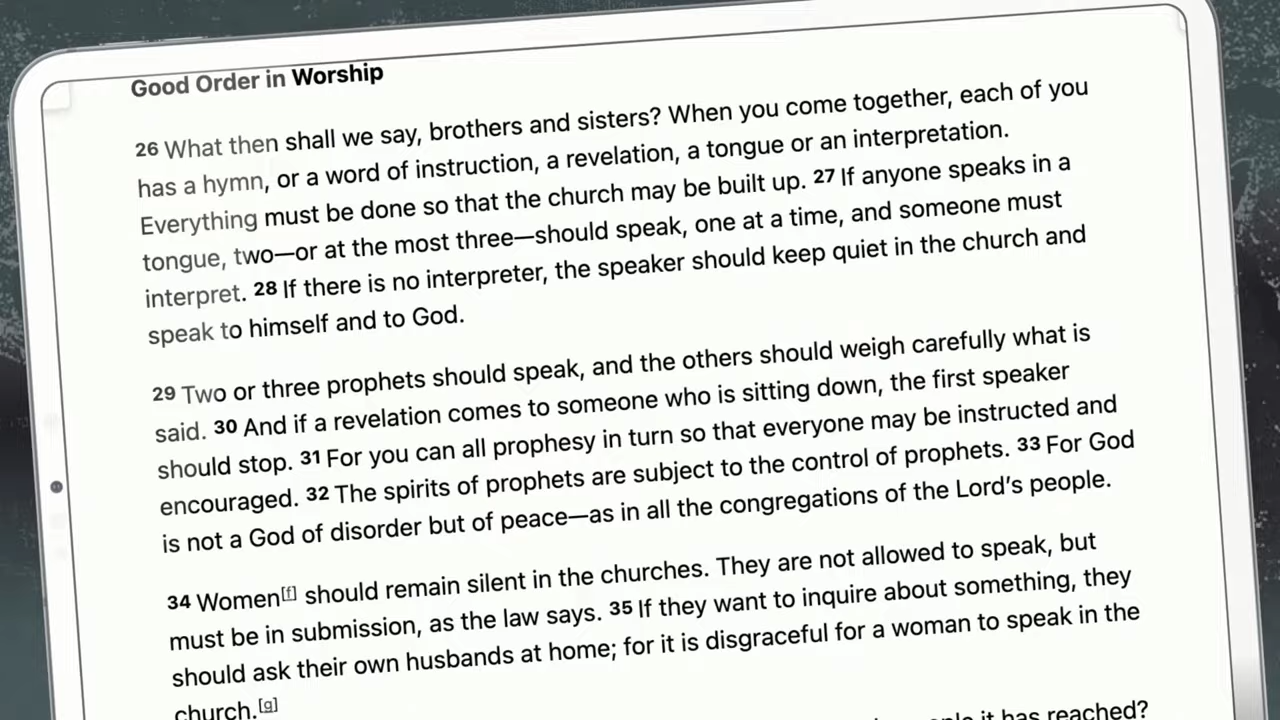 Good Order in Worship
26 What then shall we say, brothers and sisters? When you come together, each of you
has a hymn, or a word of instruction, a revelation, a tongue or an interpretation.
Everything must be done so that the church may be built up. 27 If anyone speaks in a
tongue, two—or at the most three—should speak, one at a time, and someone must
interpret. 28 If there is no interpreter, the speaker should keep quiet in the church and
speak to himself and to God.
29 Two or three prophets should speak, and the others should weigh carefully what is
said. 30 And if a revelation comes to someone who is sitting down, the first speaker
should stop. 31 For you can all prophesy in turn so that everyone may be instructed and
encouraged. 32 The spirits of prophets are subject to the control of prophets. 33 For God
is not a God of disorder but of peace—as in all the congregations of the Lord's people.
34 Women[f] should remain silent in the churches. They are not allowed to speak, but
must be in submission, as the law says. 35 If they want to inquire about something, they
should ask their own husbands at home; for it is disgraceful for a woman to speak in the
church.[g]
it has reached?